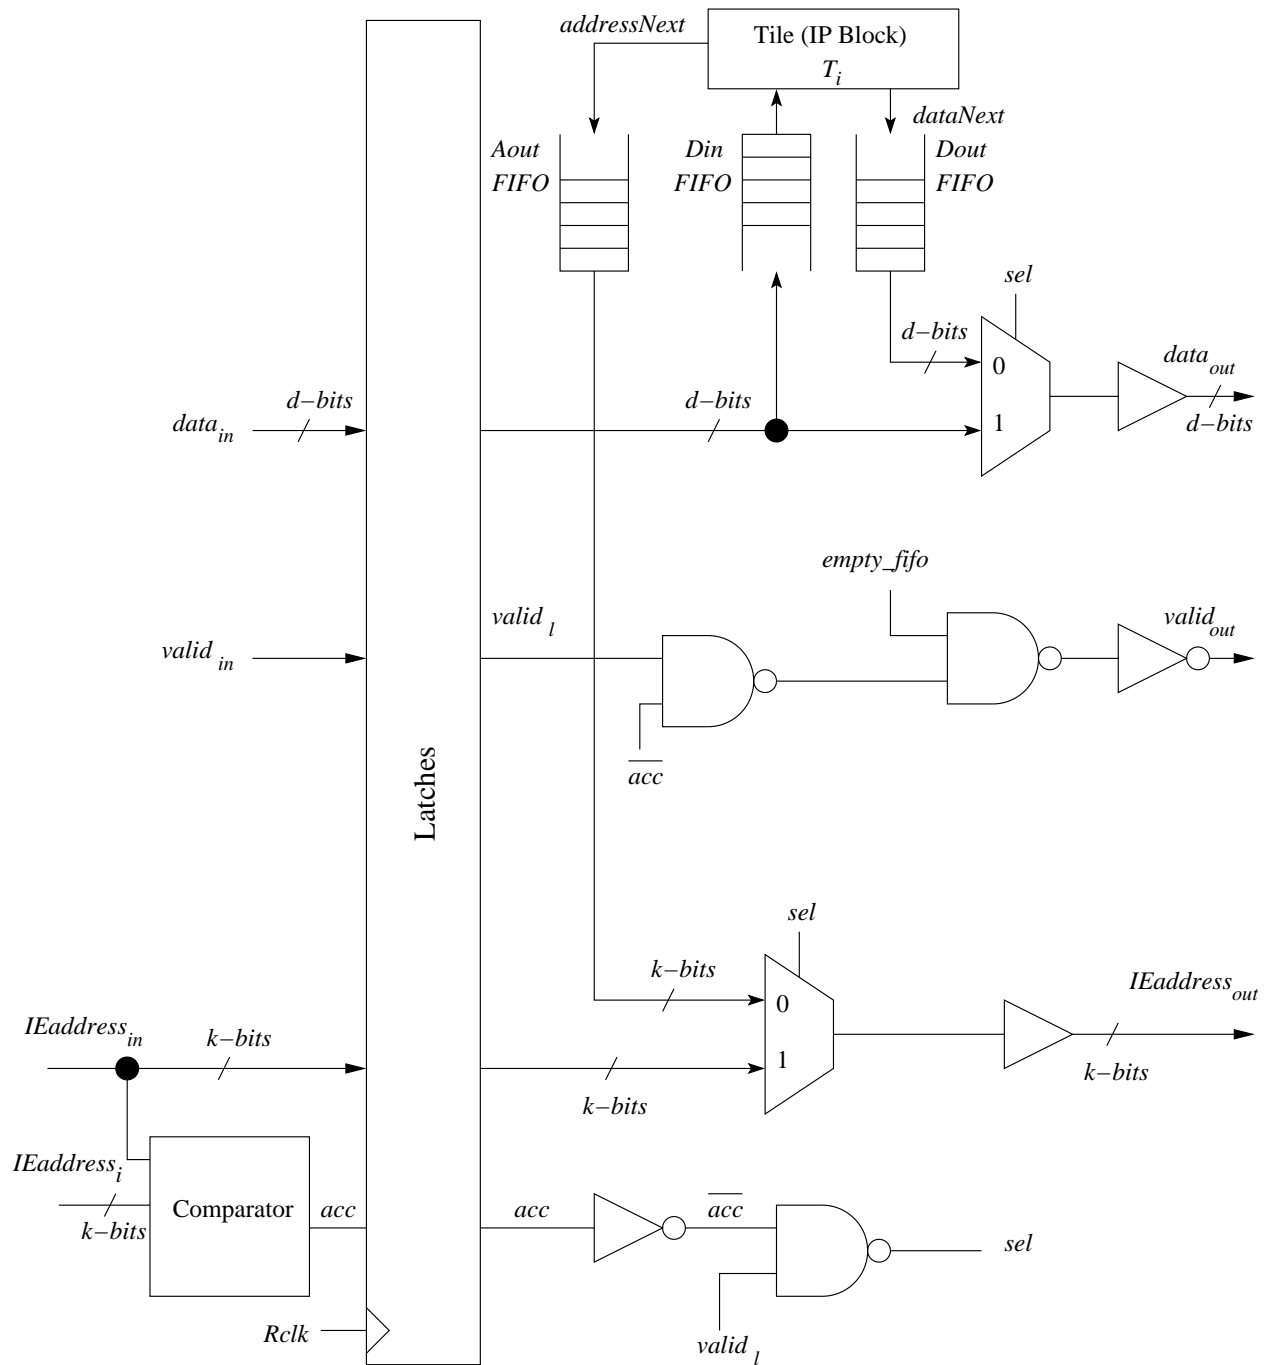 addressNext
Tile (IP Block)
T_i
dataNext
Aout
FIFO
Din
FIFO
Dout
FIFO
sel
d−bits
0
data_out
d−bits
data_in
d−bits
d−bits
1
empty_fifo
valid_in
valid_l
valid_out
acc
Latches
sel
k−bits
0
IEaddress_out
IEaddress_in
k−bits
1
k−bits
k−bits
IEaddress_i
k−bits
Comparator
acc
acc
acc
sel
Rclk
valid_l